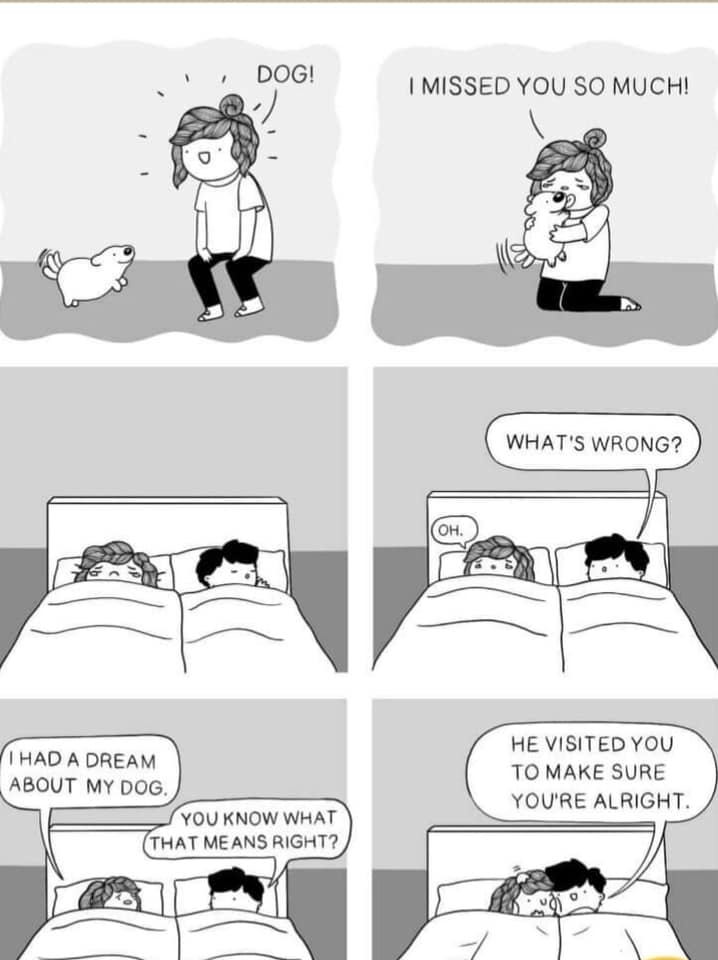 DOG!
I MISSED YOU SO MUCH!
OH.
WHAT'S WRONG?
I HAD A DREAM
ABOUT MY DOG.
YOU KNOW WHAT
THAT MEANS RIGHT?
HE VISITED YOU
TO MAKE SURE
YOU'RE ALRIGHT.